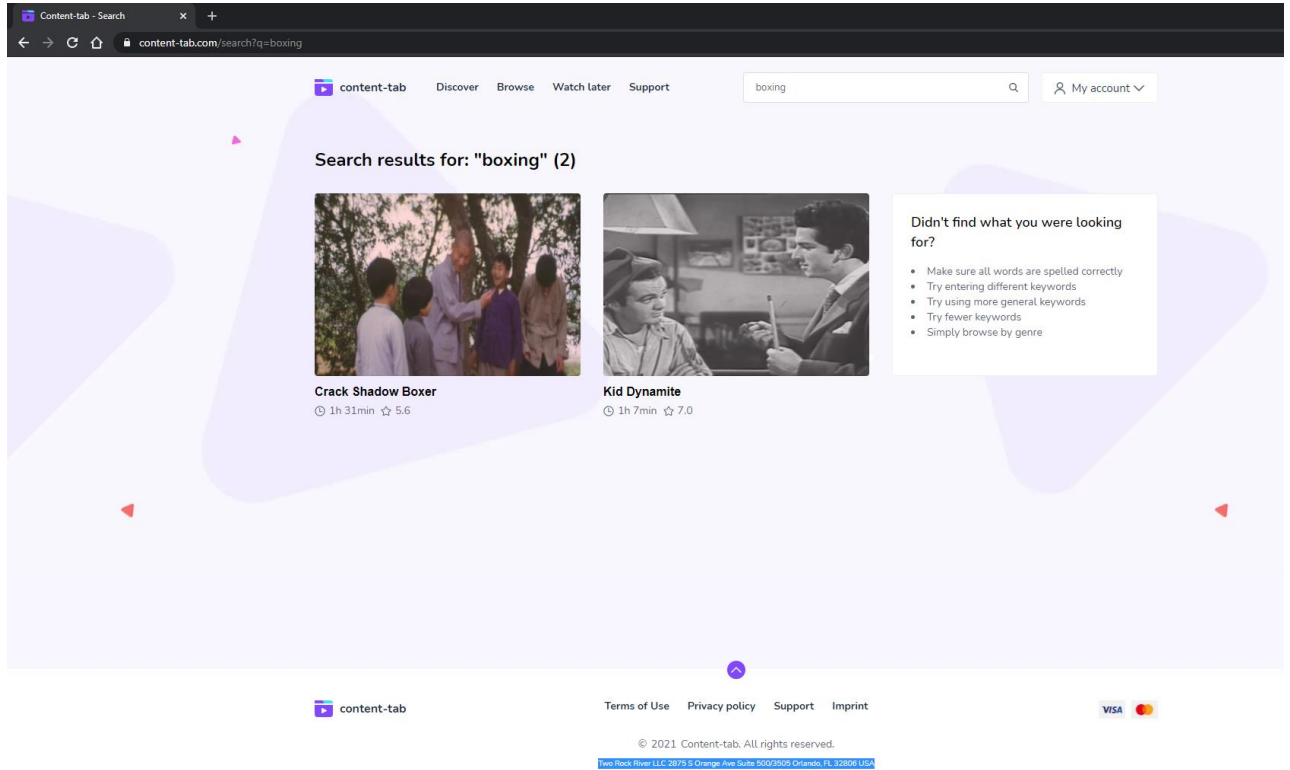 Content-tab - Search
content-tab.com/search?q=boxing
content-tab Discover Browse Watch later Support boxing My account
Search results for: "boxing" (2)
Crack Shadow Boxer
1h 31min 5.6
Kid Dynamite
1h 7min 7.0
Didn't find what you were looking
for?
• Make sure all words are spelled correctly
• Try entering different keywords
• Try using more general keywords
• Try fewer keywords
• Simply browse by genre
content-tab Terms of Use Privacy policy Support Imprint VISA
© 2021 Content-tab. All rights reserved.
Two Rock River LLC 2875 S Orange Ave Suite 500/3505 Orlando, FL 32806 USA